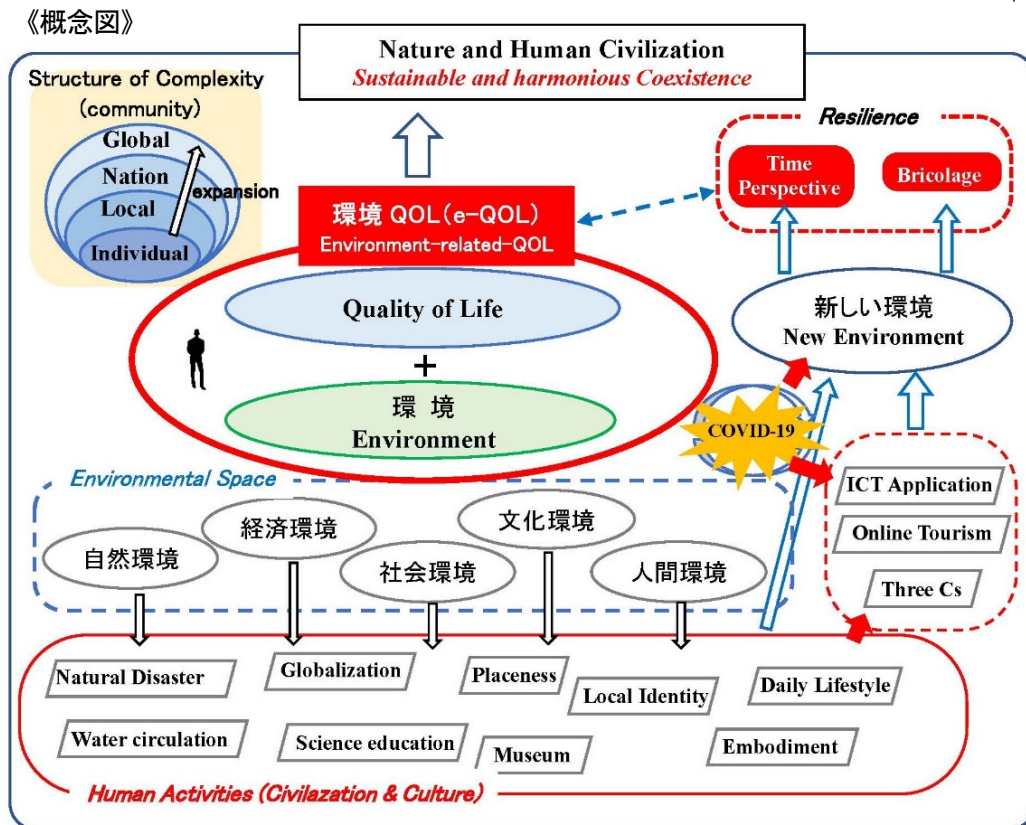 《概念図》
Nature and Human Civilization
Sustainable and harmonious Coexistence
Structure of Complexity
(community)
Global
Nation
expansion
Local
Individual
Resilience
Time
Perspective
Bricolage
環境 QOL(e-QOL)
Environment-related-QOL
Quality of Life
+
環 境
Environment
新しい環境
New Environment
COVID-19
ICT Application
Online Tourism
Three Cs
Environmental Space
自然環境
経済環境
社会環境
文化環境
人間環境
Natural Disaster
Globalization
Placeness
Local Identity
Daily Lifestyle
Water circulation
Science education
Museum
Embodiment
Human Activities (Civilazation & Culture)